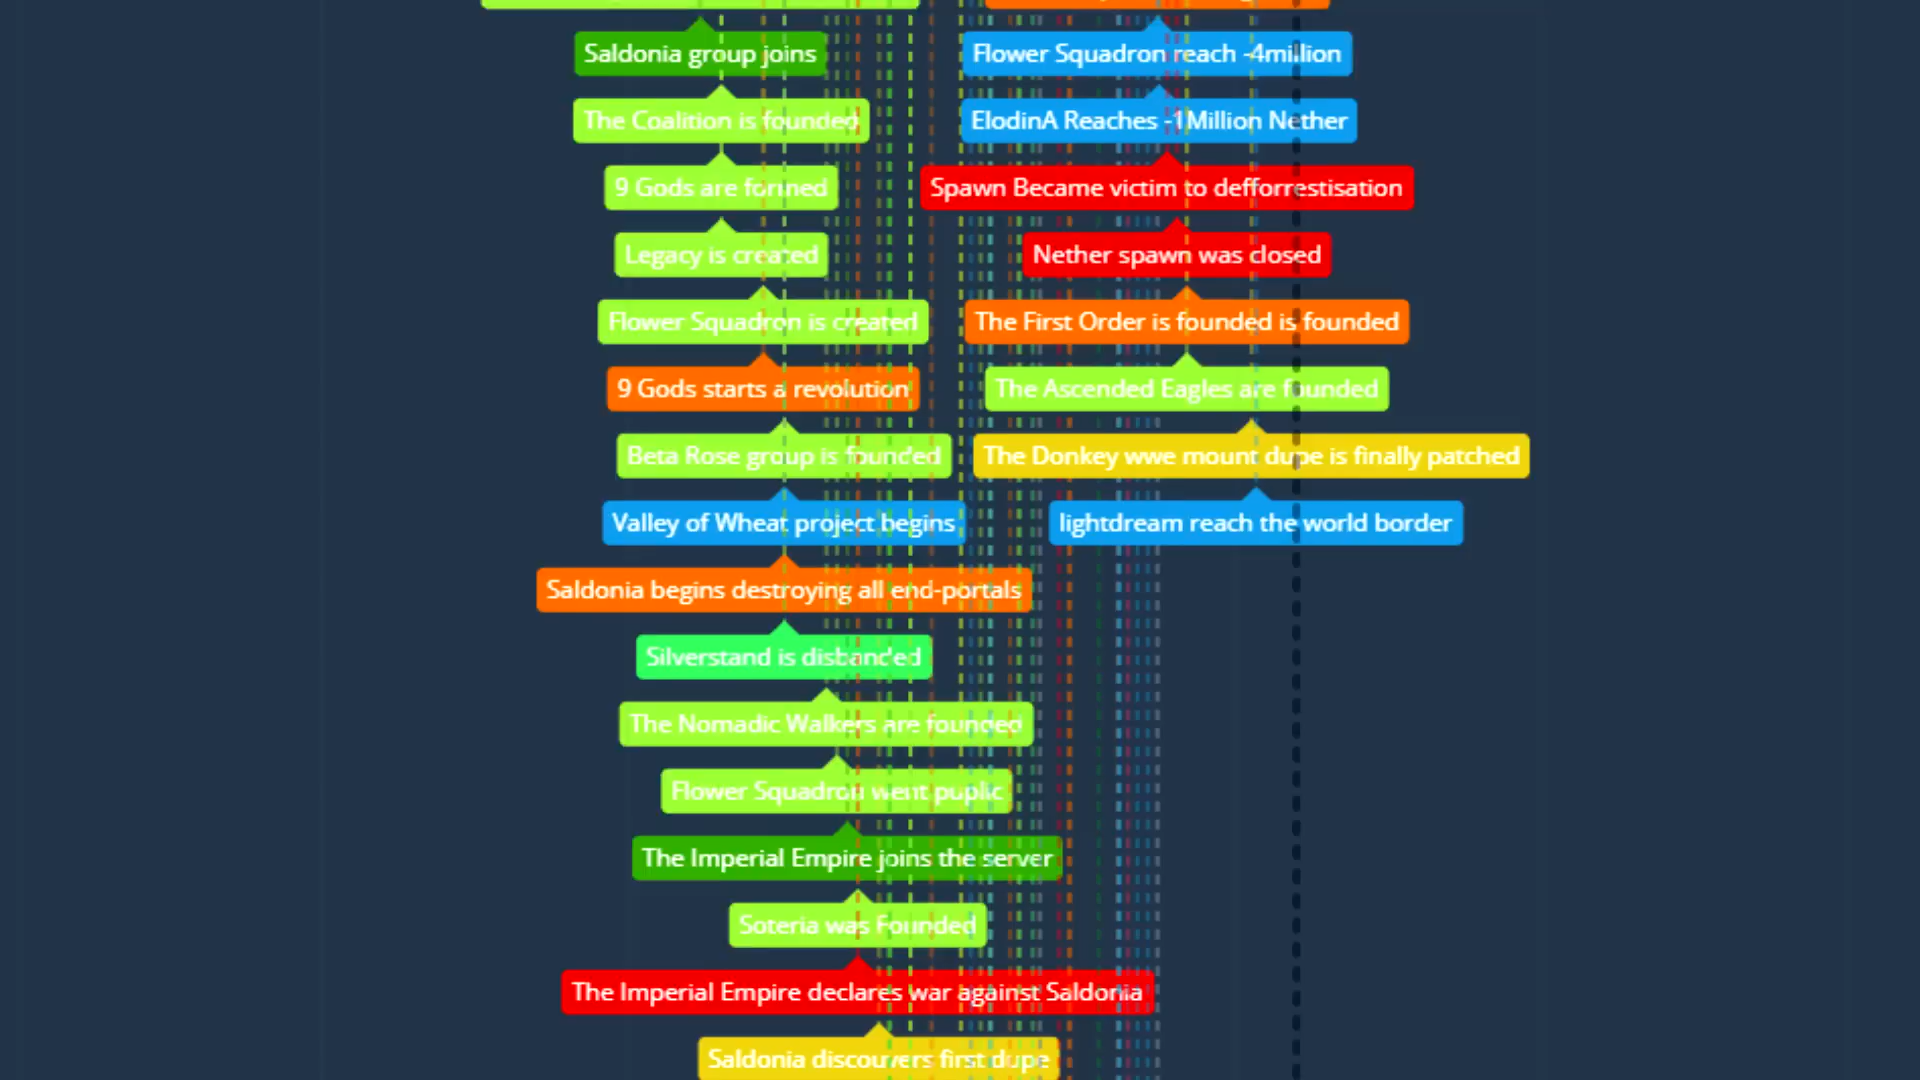 Saldonia group joins
The Coalition is founded
9 Gods are formed
Legacy is created
Flower Squadron is created
9 Gods starts a revolution
Beta Rose group is founded
Valley of Wheat project begins
Saldonia begins destroying all end-portals
Silverstand is disbanded
The Nomadic Walkers are founded
Flower Squadron went puplic
The Imperial Empire joins the server
Soteria was Founded
The Imperial Empire declares war against Saldonia
Saldonia discouvers first dupe
Flower Squadron reach -4million
ElodinA Reaches -1Million Nether
Spawn Became victim to defforrestisation
Nether spawn was closed
The First Order is founded is founded
The Ascended Eagles are founded
The Donkey wwe mount dupe is finally patched
lightdream reach the world border